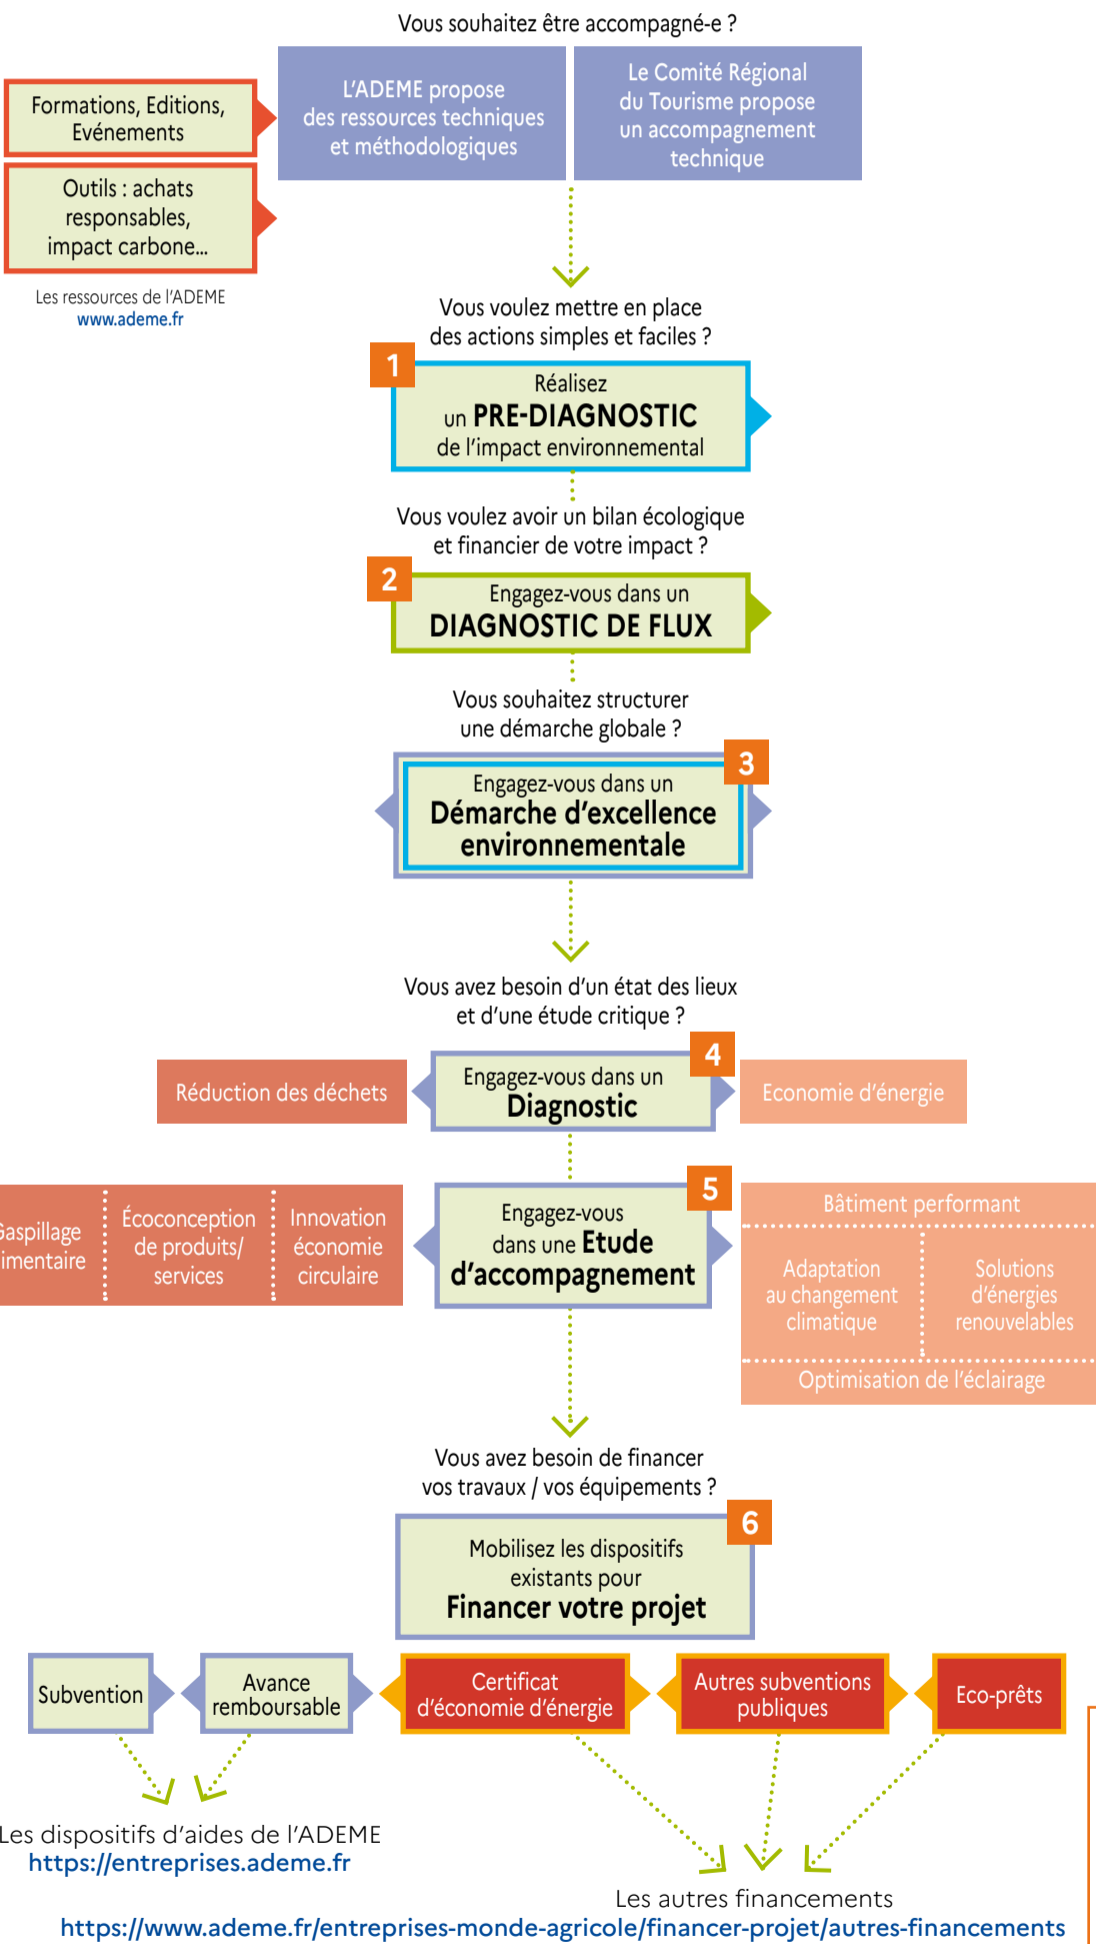 Vous souhaitez être accompagné-e ?
L'ADEME propose
des ressources techniques
et méthodologiques
Le Comité Régional
du Tourisme propose
un accompagnement
technique
Formations, Editions,
Evénements
Outils : achats
responsables,
impact carbone...
Les ressources de l'ADEME
www.ademe.fr
Vous voulez mettre en place
des actions simples et faciles ?
1
Réalisez
un PRE-DIAGNOSTIC
de l'impact environnemental
Vous voulez avoir un bilan écologique
et financier de votre impact ?
2
Engagez-vous dans un
DIAGNOSTIC DE FLUX
Vous souhaitez structurer
une démarche globale ?
3
Engagez-vous dans un
Démarche d'excellence
environnementale
Vous avez besoin d'un état des lieux
et d'une étude critique ?
4
Réduction des déchets
Engagez-vous dans un
Diagnostic
Economie d'énergie
5
Gaspillage
imentaire
Écoconception
de produits/
services
Innovation
économie
circulaire
Engagez-vous
dans une Etude
d'accompagnement
Bâtiment performant
Adaptation
au changement
climatique
Solutions
d'énergies
renouvelables
Optimisation de l'éclairage
Vous avez besoin de financer
vos travaux / vos équipements ?
6
Mobilisez les dispositifs
existants pour
Financer votre projet
Subvention
Avance
remboursable
Certificat
d'économie d'énergie
Autres subventions
publiques
Eco-prêts
Les dispositifs d'aides de l'ADEME
https://entreprises.ademe.fr
Les autres financements
https://www.ademe.fr/entreprises-monde-agricole/financer-projet/autres-financements